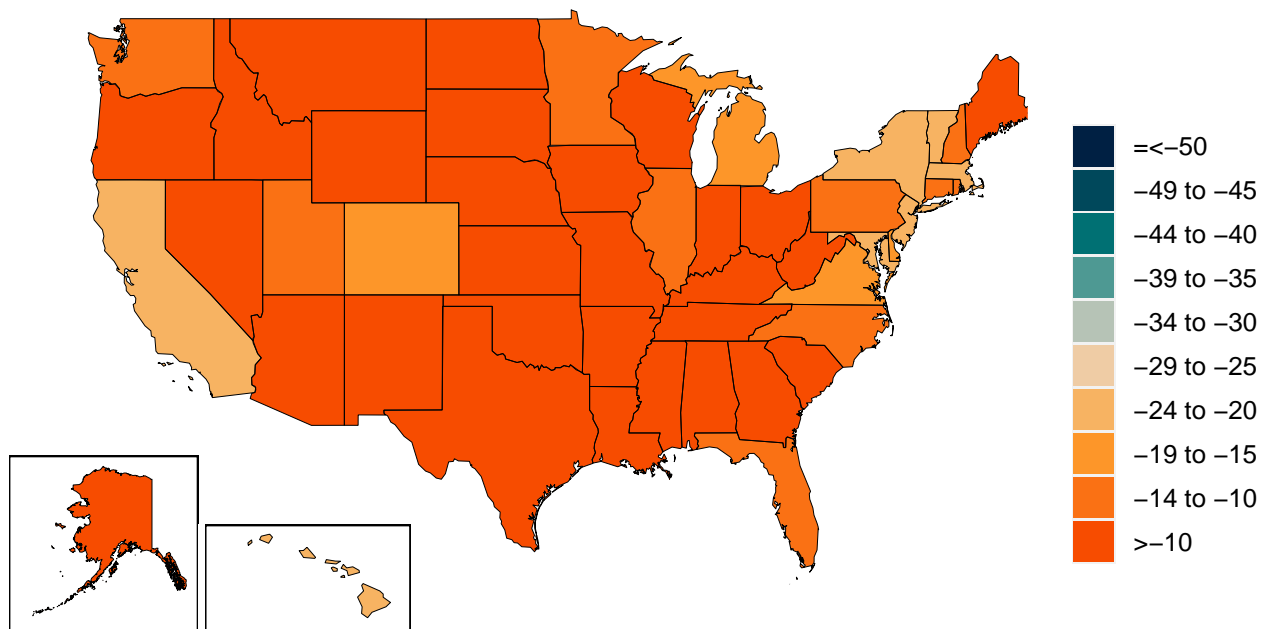 =<−50
−49 to −45
−44 to −40
−39 to −35
−34 to −30
−29 to −25
−24 to −20
−19 to −15
−14 to −10
>−10